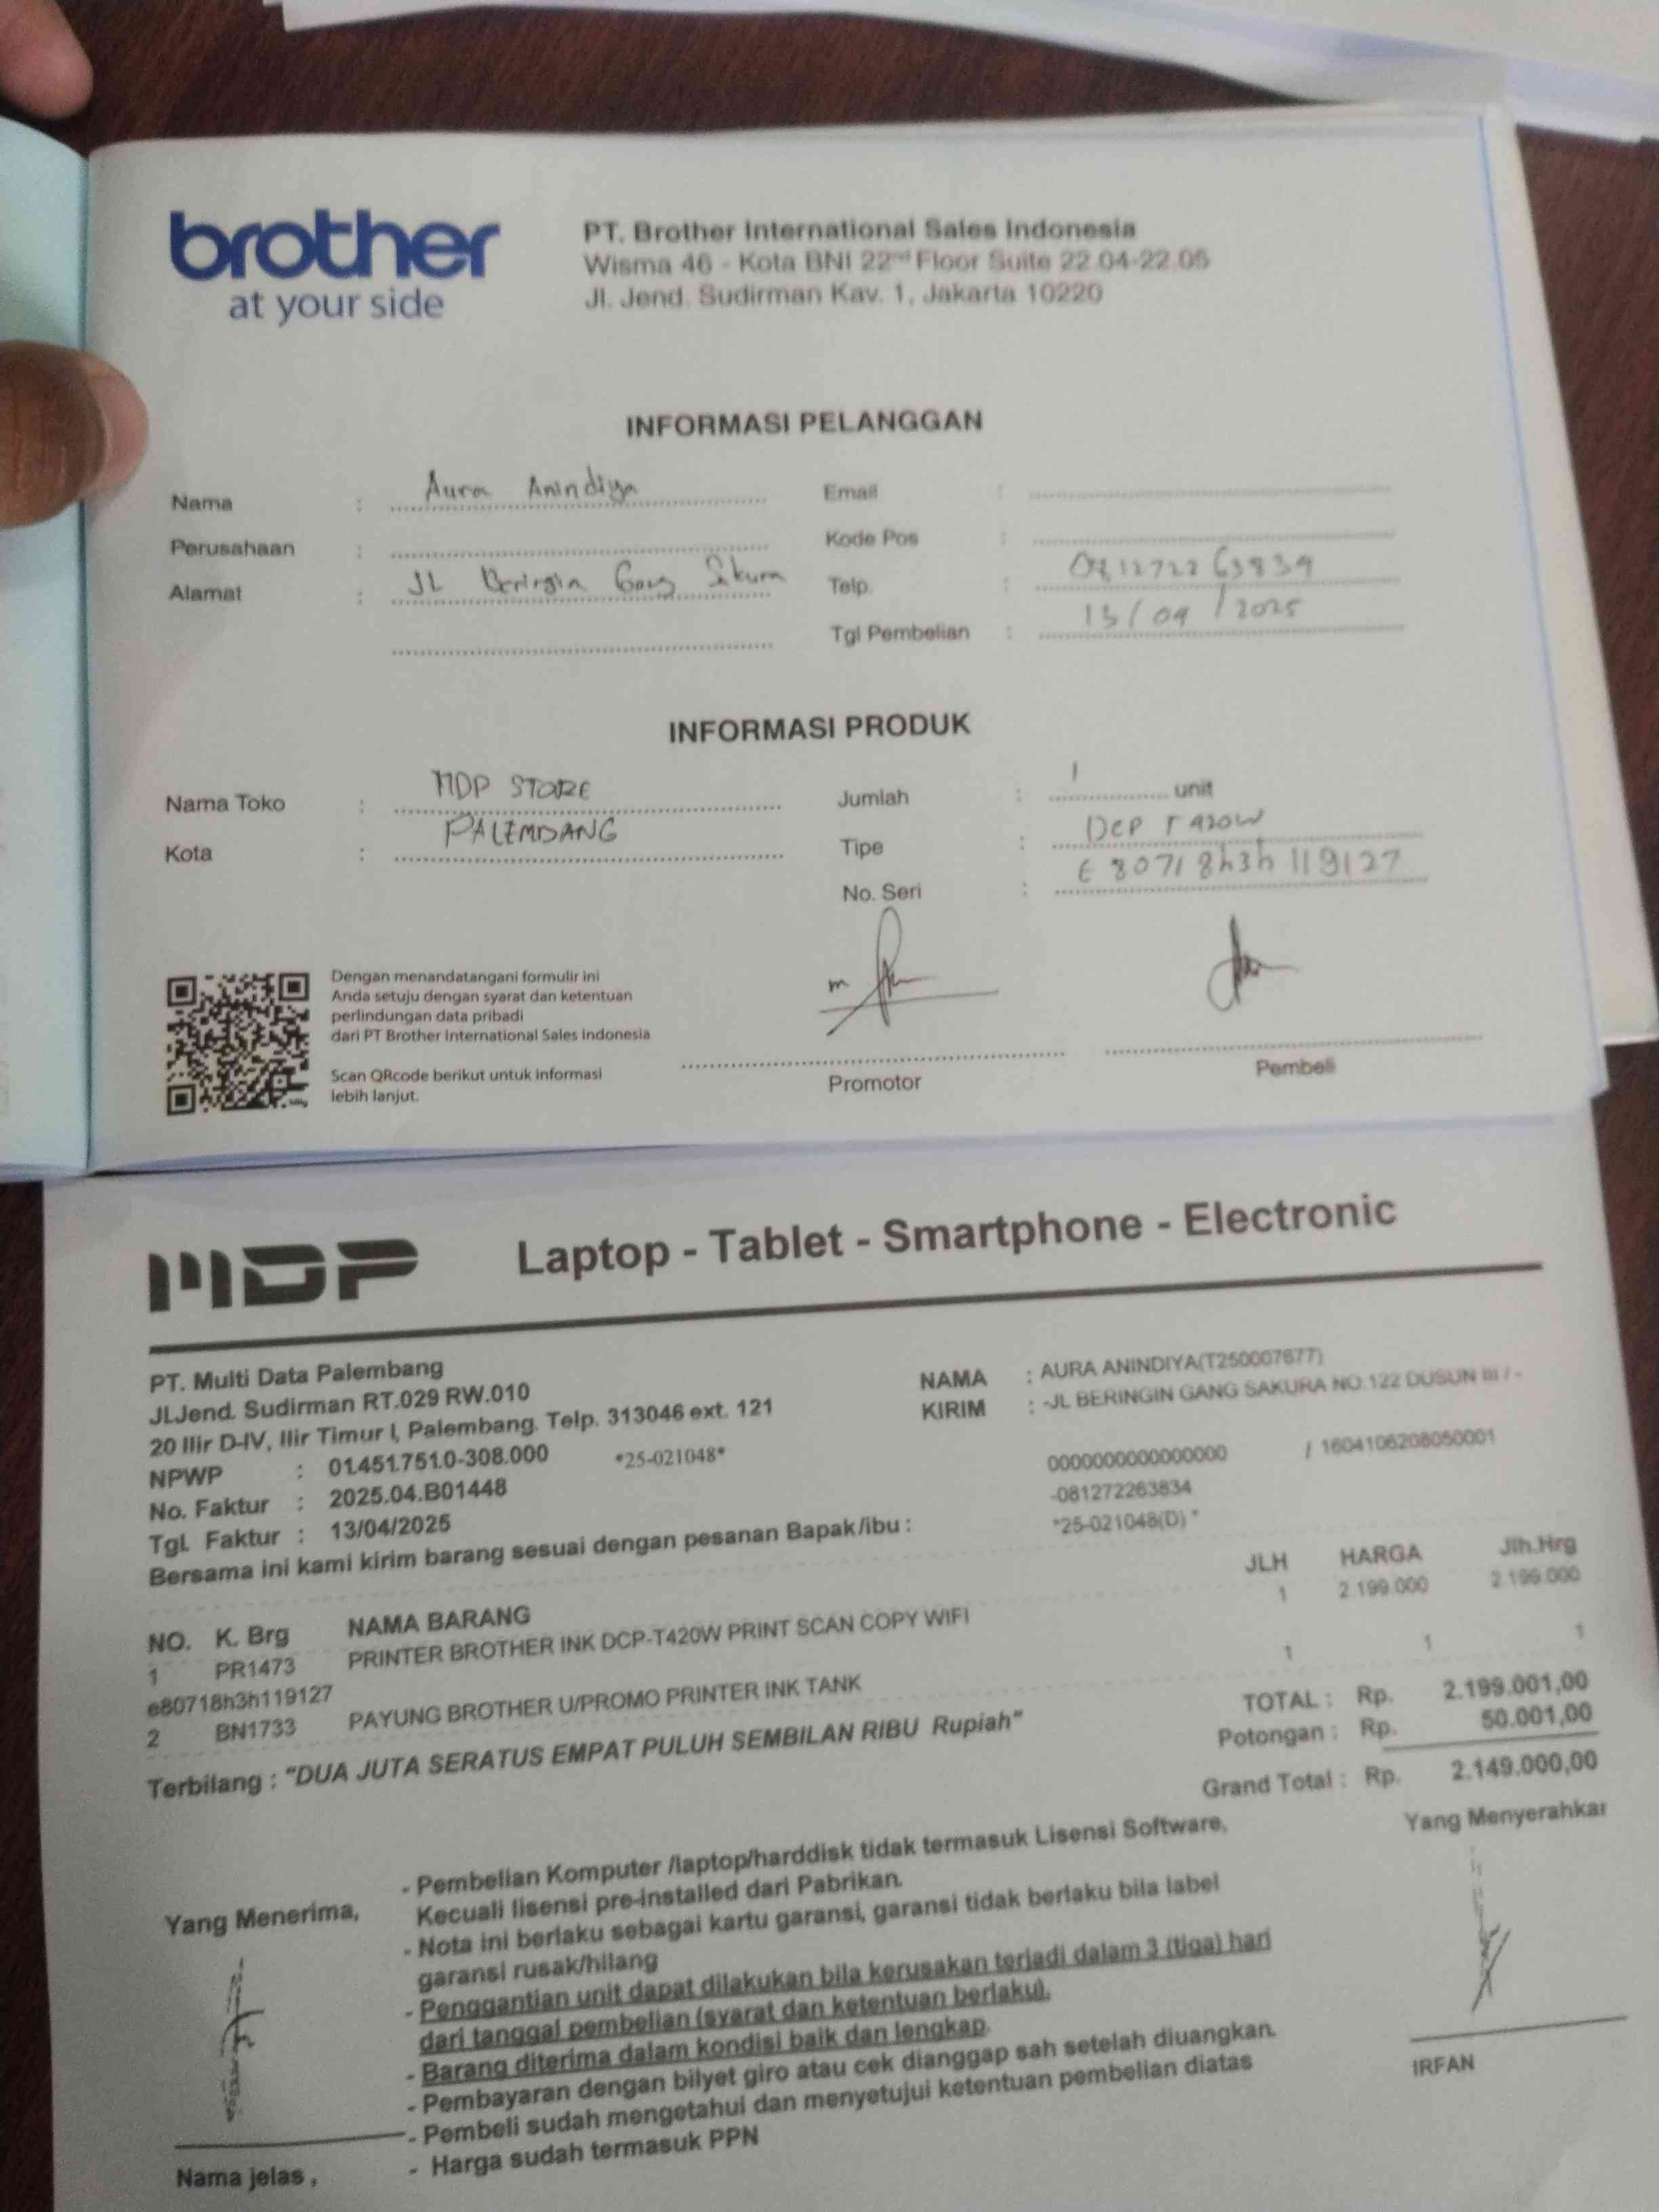 brother
at your side
PT. Brother International Sales Indonesia
Wisma 46 - Kota BNI 22nd Floor Suite 22.04-22.05
Jl. Jend. Sudirman Kav. 1, Jakarta 10220
INFORMASI PELANGGAN
Nama : Aura Anindiya
Email :
Perusahaan :
Kode Pos :
Alamat : JL Beringin Gang Sakura
Telp. : 081272263834
Tgl Pembelian : 13/04/2025
INFORMASI PRODUK
Nama Toko : MDP STORE
Jumlah : 1 unit
Kota : PALEMBANG
Tipe : DCP T420W
No. Seri : E 80718h3h119127
Dengan menandatangani formulir ini
Anda setuju dengan syarat dan ketentuan
perlindungan data pribadi
dari PT Brother International Sales Indonesia
Scan QRcode berikut untuk informasi
lebih lanjut.
Promotor
Pembeli
MDP Laptop - Tablet - Smartphone - Electronic
PT. Multi Data Palembang
Jl.Jend. Sudirman RT.029 RW.010
20 Ilir D-IV, Ilir Timur I, Palembang. Telp. 313046 ext. 121
NPWP : 01.451.751.0-308.000 *25-021048*
No. Faktur : 2025.04.B01448
Tgl. Faktur : 13/04/2025
NAMA : AURA ANINDIYA(T250007677)
KIRIM : -JL BERINGIN GANG SAKURA NO.122 DUSUN III / -
0000000000000000 / 1604106208050001
-081272263834
*25-021048(D) *
Bersama ini kami kirim barang sesuai dengan pesanan Bapak/ibu :
NO. K. Brg NAMA BARANG JLH HARGA Jlh.Hrg
1 PR1473 PRINTER BROTHER INK DCP-T420W PRINT SCAN COPY WIFI 1 2.199.000 2.199.000
e80718h3h119127
2 BN1733 PAYUNG BROTHER U/PROMO PRINTER INK TANK 1 1 1
Terbilang : "DUA JUTA SERATUS EMPAT PULUH SEMBILAN RIBU Rupiah"
TOTAL : Rp. 2.199.001,00
Potongan : Rp. 50.001,00
Grand Total : Rp. 2.149.000,00
Yang Menerima,
- Pembelian Komputer /laptop/harddisk tidak termasuk Lisensi Software,
Kecuali lisensi pre-installed dari Pabrikan.
- Nota ini berlaku sebagai kartu garansi, garansi tidak berlaku bila label
garansi rusak/hilang
- Penggantian unit dapat dilakukan bila kerusakan terjadi dalam 3 (tiga) hari
dari tanggal pembelian (syarat dan ketentuan berlaku).
- Barang diterima dalam kondisi baik dan lengkap.
- Pembayaran dengan bilyet giro atau cek dianggap sah setelah diuangkan.
- Pembeli sudah mengetahui dan menyetujui ketentuan pembelian diatas
- Harga sudah termasuk PPN
Yang Menyerahkan
IRFAN
Nama jelas ,